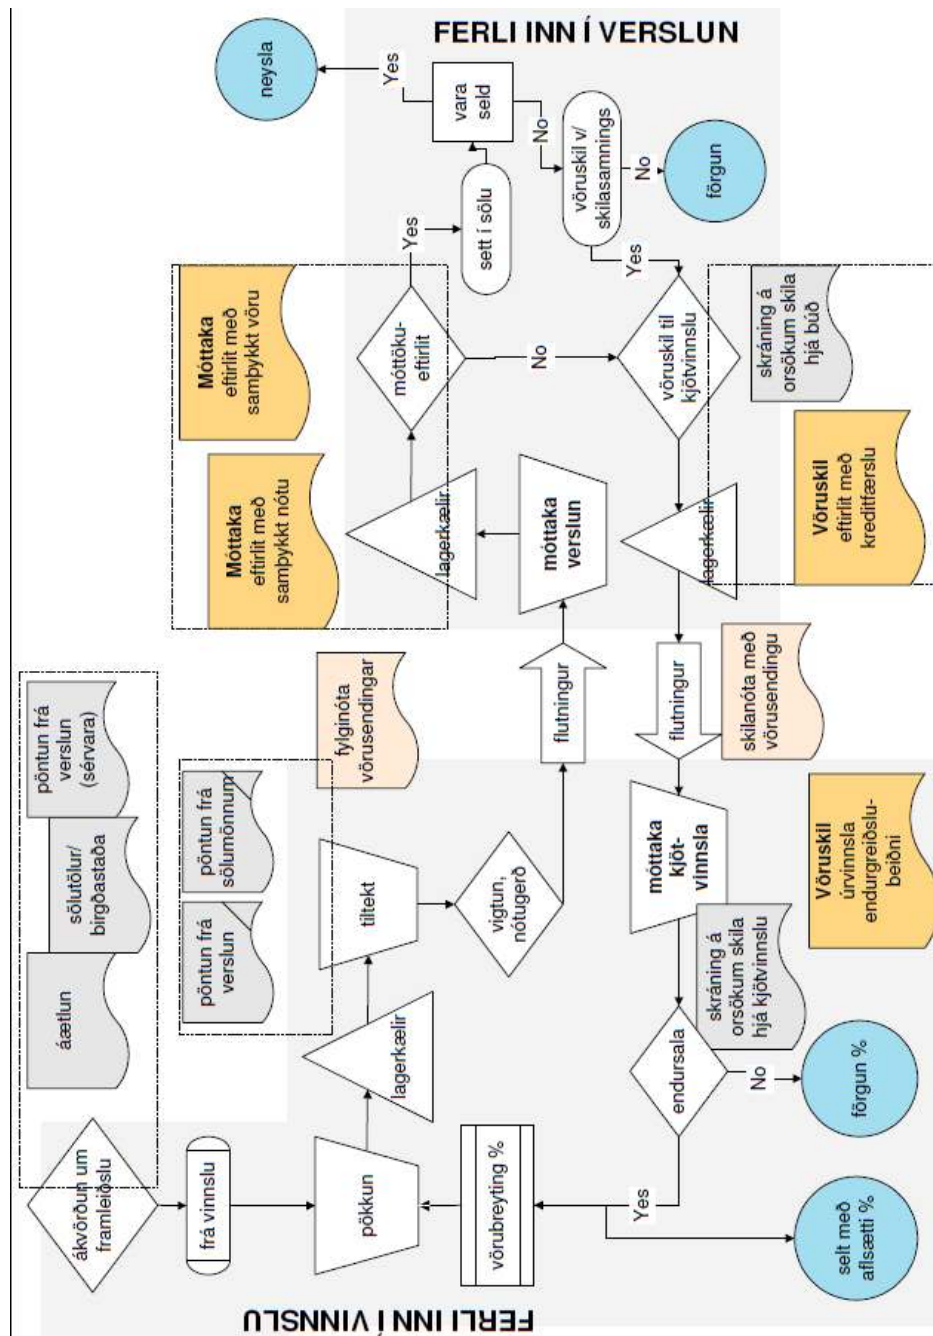 FERLI INN Í VINNSLU
ákvörðun um
framleiðslu
áætlun
sölutölur/
birgðastaða
pöntun frá
verslun
(sérvara)
frá vinnslu
pöntun frá
verslun
pöntun frá
sölumönnum
pökkun
lagerkælir
tiltekt
fylginóta
vörusendingar
vigtun,
nótugerð
flutningur
vörubreyting %
Yes
selt með
aflsætti %
endursala
No
förgun %
skráning á
orsökum skila
hjá kjötvinnslu
móttaka
kjöt-
vinnsla
Vöruskil
úrvinnsla
endurgreiðslu-
beiðni
flutningur
skilanóta með
vörusendingu
FERLI INN Í VERSLUN
Móttaka
eftirlit með
samþykkt nótu
Móttaka
eftirlit með
samþykkt vöru
móttaka
verslun
lagerkælir
móttöku-
eftirlit
Yes
No
sett í sölu
vara
seld
Yes
neysla
No
vöruskil v/
skilasamnings
No
förgun
Yes
vöruskil til
kjötvinnslu
lagerkælir
Vöruskil
eftirlit með
kreditfærslu
skráning á
orsökum skila
hjá búð